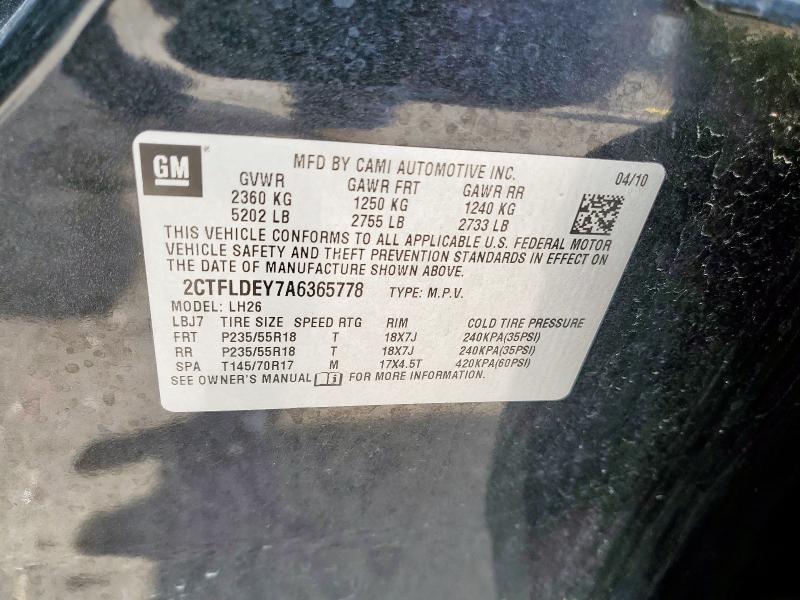 GM
MFD BY CAMI AUTOMOTIVE INC.
04/10
GVWR GAWR FRT GAWR RR
2360 KG 1250 KG 1240 KG
5202 LB 2755 LB 2733 LB
THIS VEHICLE CONFORMS TO ALL APPLICABLE U.S. FEDERAL MOTOR
VEHICLE SAFETY AND THEFT PREVENTION STANDARDS IN EFFECT ON
THE DATE OF MANUFACTURE SHOWN ABOVE.
2CTFLDEY7A6365778 TYPE: M.P.V.
MODEL: LH26
LBJ7 TIRE SIZE SPEED RTG RIM COLD TIRE PRESSURE
FRT P235/55R18 T 18X7J 240KPA(35PSI)
RR P235/55R18 T 18X7J 240KPA(35PSI)
SPA T145/70R17 M 17X4.5T 420KPA(60PSI)
SEE OWNER'S MANUAL FOR MORE INFORMATION.